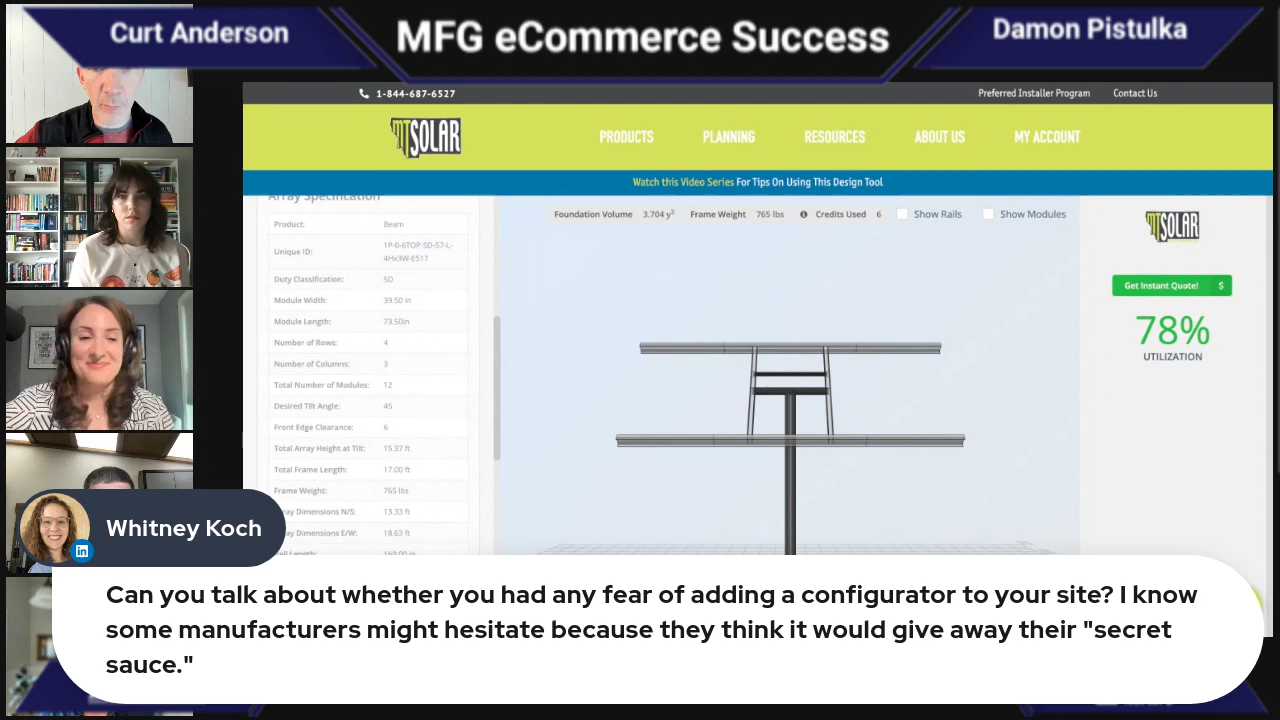 Curt Anderson
MFG eCommerce Success
Damon Pistulka
1-844-687-6527
Preferred Installer Program
Contact Us
MT SOLAR
PRODUCTS
PLANNING
RESOURCES
ABOUT US
MY ACCOUNT
Watch this Video Series For Tips On Using This Design Tool
Array Specification
Foundation Volume 3.704 y³
Frame Weight 765 lbs
Credits Used 6
Show Rails
Show Modules
MT SOLAR
Product: Beam
Unique ID: 1P-0-6TOP-SD-57-L-
4Hx3W-E517
Duty Classification: SD
Module Width: 39.50 in
Module Length: 73.50in
Number of Rows: 4
Number of Columns: 3
Total Number of Modules: 12
Desired Tilt Angle: 45
Front Edge Clearance: 6
Total Array Height at Tilt: 15.37 ft
Total Frame Length: 17.00 ft
Frame Weight: 765 lbs
ray Dimensions N/S: 13.33 ft
ay Dimensions E/W: 18.63 ft
Get Instant Quote! $
78%
UTILIZATION
Whitney Koch
in
Can you talk about whether you had any fear of adding a configurator to your site? I know
some manufacturers might hesitate because they think it would give away their "secret
sauce."